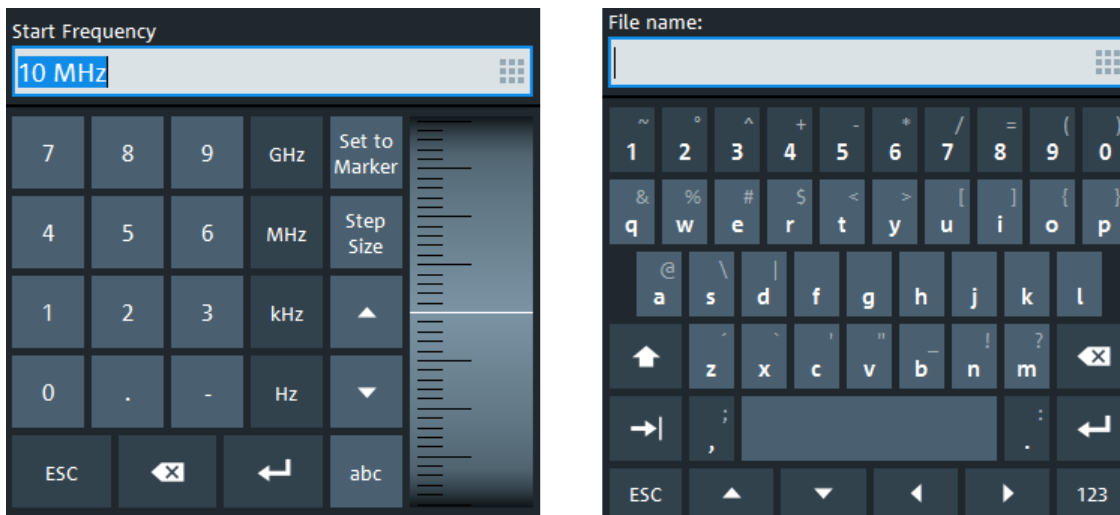 Start Frequency
10 MHz
7 8 9 GHz Set to
Marker
4 5 6 MHz Step
Size
1 2 3 kHz
0 . - Hz
ESC abc
File name:
~ ° ^ + - * / = ( )
1 2 3 4 5 6 7 8 9 0
& % # $ < > [ ] { }
q w e r t y u i o p
@ \ |
a s d f g h j k l
´ ` ' " _ ! ?
z x c v b n m
; :
, .
ESC 123